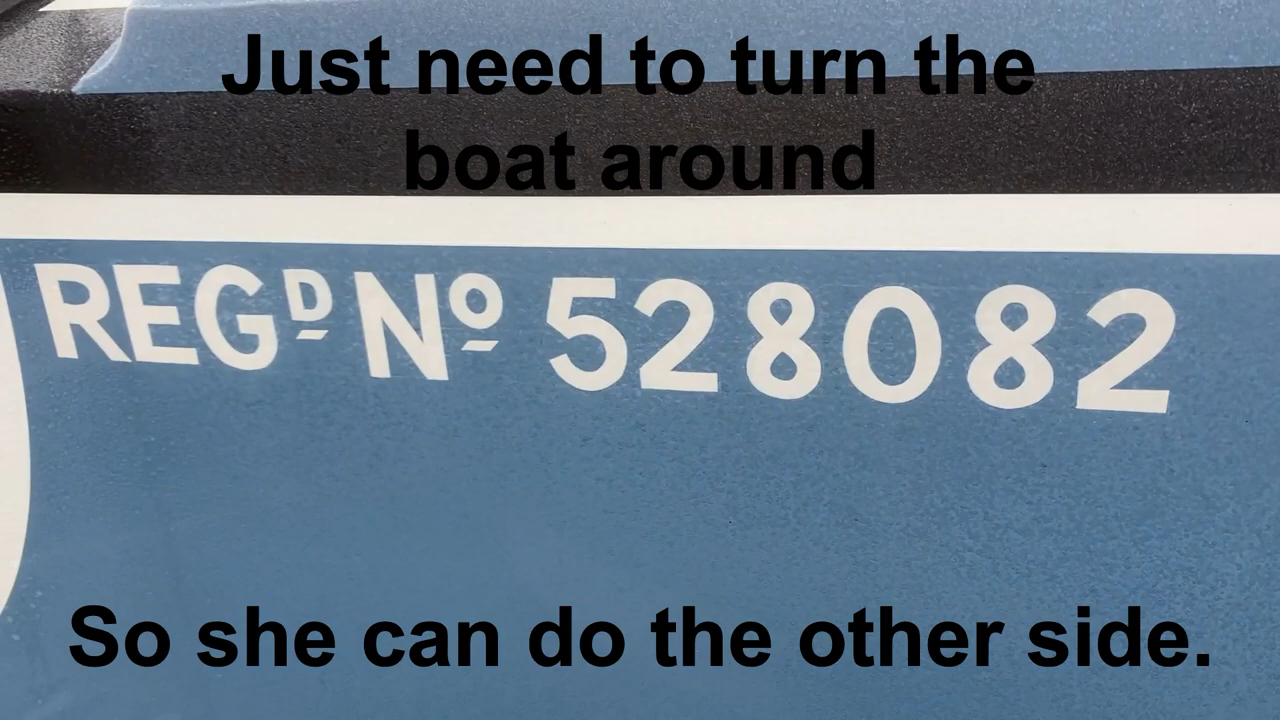 Just need to turn the
boat around
REGD No 528082
So she can do the other side.